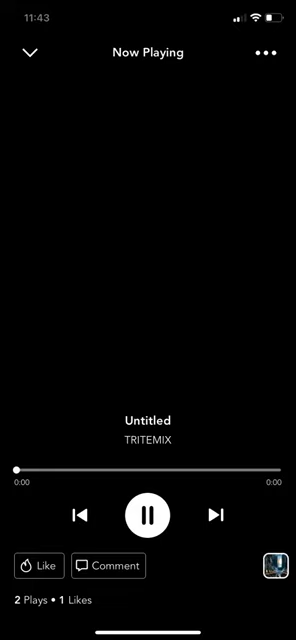 11:43
Now Playing
Untitled
TRITEMIX
0:00 0:00
Like Comment
2 Plays • 1 Likes